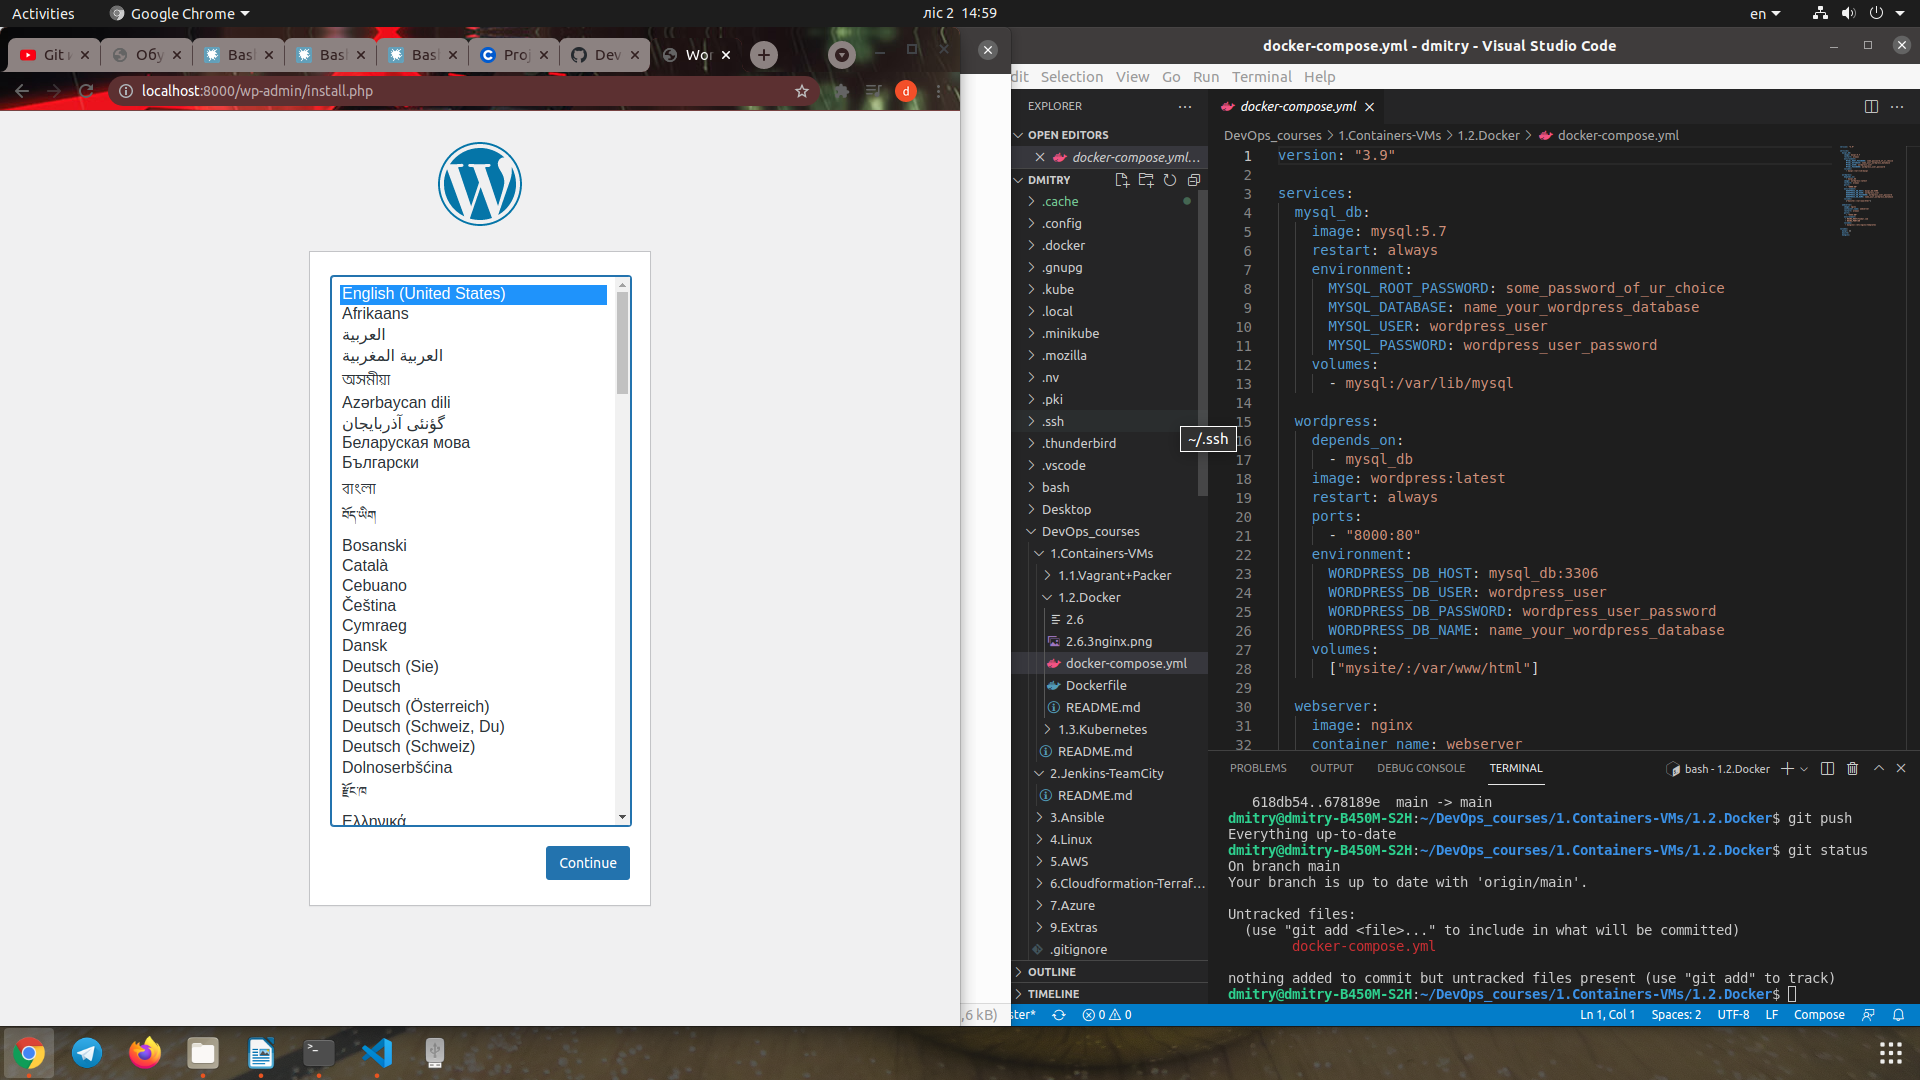 Activities
Google Chrome
ліс 2 14:59
en
Git и
Обу
Bas
Bas
Bas
Proj
Dev
Wor
localhost:8000/wp-admin/install.php
d
English (United States)
Afrikaans
العربية
العربية المغربية
অসমীয়া
Azərbaycan dili
گؤنئی آذربایجان
Беларуская мова
Български
বাংলা
བོད་ཡིག
Bosanski
Català
Cebuano
Čeština
Cymraeg
Dansk
Deutsch (Sie)
Deutsch
Deutsch (Österreich)
Deutsch (Schweiz, Du)
Deutsch (Schweiz)
Dolnoserbšćina
རྫོང་ཁ
Ελληνικά
Continue
,6 kB)
docker-compose.yml - dmitry - Visual Studio Code
dit Selection View Go Run Terminal Help
EXPLORER
OPEN EDITORS
docker-compose.yml...
DMITRY
.cache
.config
.docker
.gnupg
.kube
.local
.minikube
.mozilla
.nv
.pki
.ssh
~/.ssh
.thunderbird
.vscode
bash
Desktop
DevOps_courses
1.Containers-VMs
1.1.Vagrant+Packer
1.2.Docker
2.6
2.6.3nginx.png
docker-compose.yml
Dockerfile
README.md
1.3.Kubernetes
README.md
2.Jenkins-TeamCity
README.md
3.Ansible
4.Linux
5.AWS
6.Cloudformation-Terraf...
7.Azure
9.Extras
.gitignore
OUTLINE
TIMELINE
docker-compose.yml
DevOps_courses > 1.Containers-VMs > 1.2.Docker > docker-compose.yml
1 version: "3.9"
2
3 services:
4 mysql_db:
5 image: mysql:5.7
6 restart: always
7 environment:
8 MYSQL_ROOT_PASSWORD: some_password_of_ur_choice
9 MYSQL_DATABASE: name_your_wordpress_database
10 MYSQL_USER: wordpress_user
11 MYSQL_PASSWORD: wordpress_user_password
12 volumes:
13 - mysql:/var/lib/mysql
14
15 wordpress:
16 depends_on:
17 - mysql_db
18 image: wordpress:latest
19 restart: always
20 ports:
21 - "8000:80"
22 environment:
23 WORDPRESS_DB_HOST: mysql_db:3306
24 WORDPRESS_DB_USER: wordpress_user
25 WORDPRESS_DB_PASSWORD: wordpress_user_password
26 WORDPRESS_DB_NAME: name_your_wordpress_database
27 volumes:
28 ["mysite/:/var/www/html"]
29
30 webserver:
31 image: nginx
32 container_name: webserver
PROBLEMS OUTPUT DEBUG CONSOLE TERMINAL
bash - 1.2.Docker
618db54..678189e main -> main
dmitry@dmitry-B450M-S2H:~/DevOps_courses/1.Containers-VMs/1.2.Docker$ git push
Everything up-to-date
dmitry@dmitry-B450M-S2H:~/DevOps_courses/1.Containers-VMs/1.2.Docker$ git status
On branch main
Your branch is up to date with 'origin/main'.
Untracked files:
(use "git add <file>..." to include in what will be committed)
docker-compose.yml
nothing added to commit but untracked files present (use "git add" to track)
dmitry@dmitry-B450M-S2H:~/DevOps_courses/1.Containers-VMs/1.2.Docker$
ster*
0
0
Ln 1, Col 1
Spaces: 2
UTF-8
LF
Compose